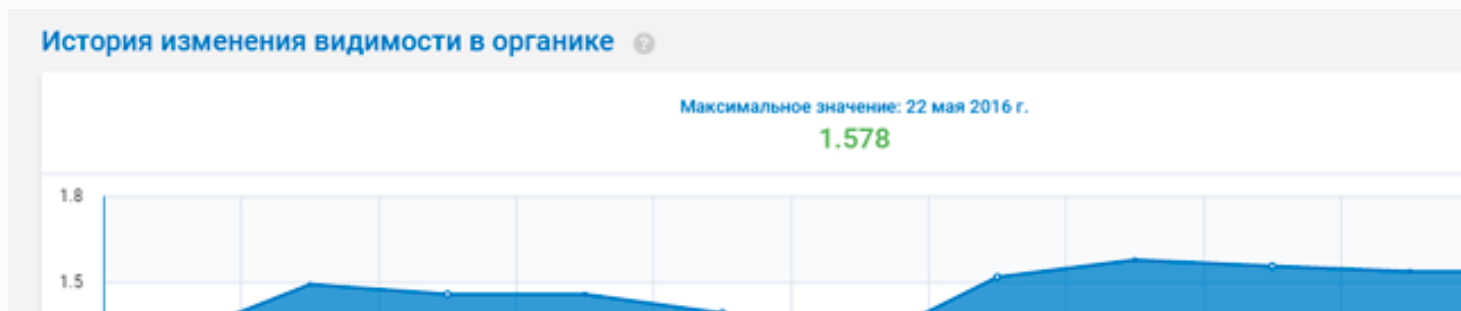 История изменения видимости в органике ?
Максимальное значение: 22 мая 2016 г.
1.578
1.8
1.5